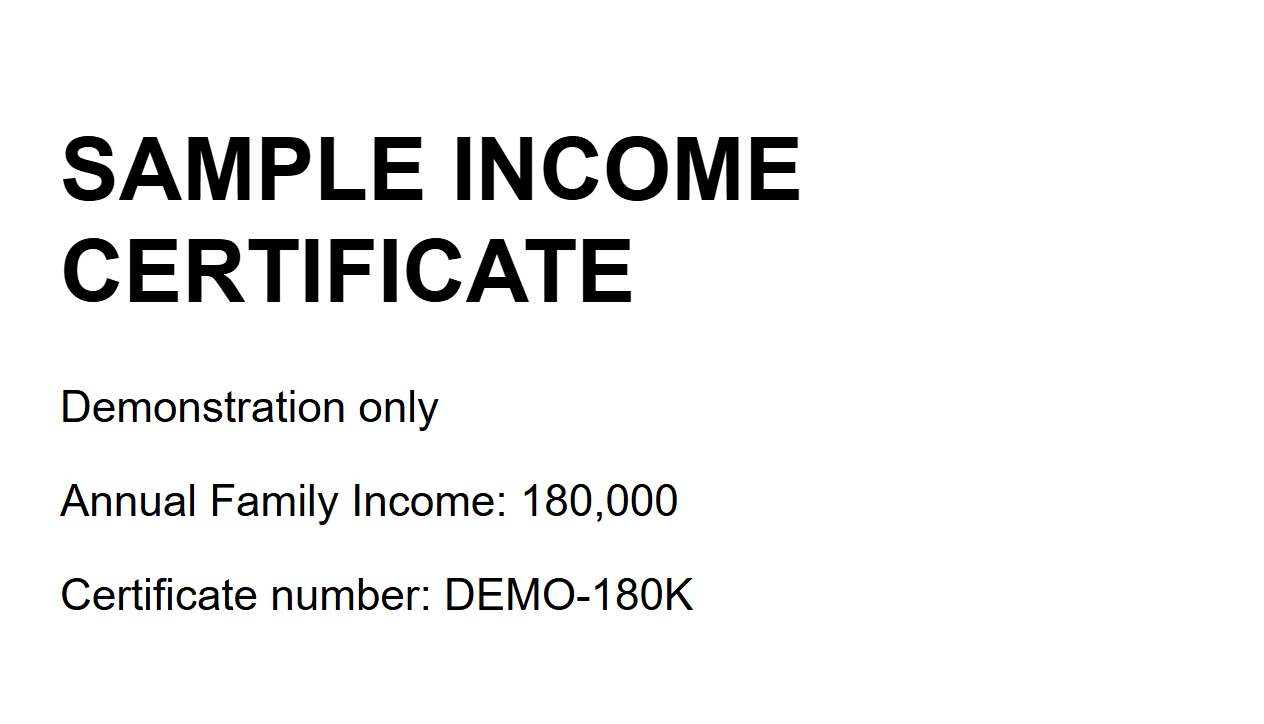 SAMPLE INCOME
CERTIFICATE
Demonstration only
Annual Family Income: 180,000
Certificate number: DEMO-180K